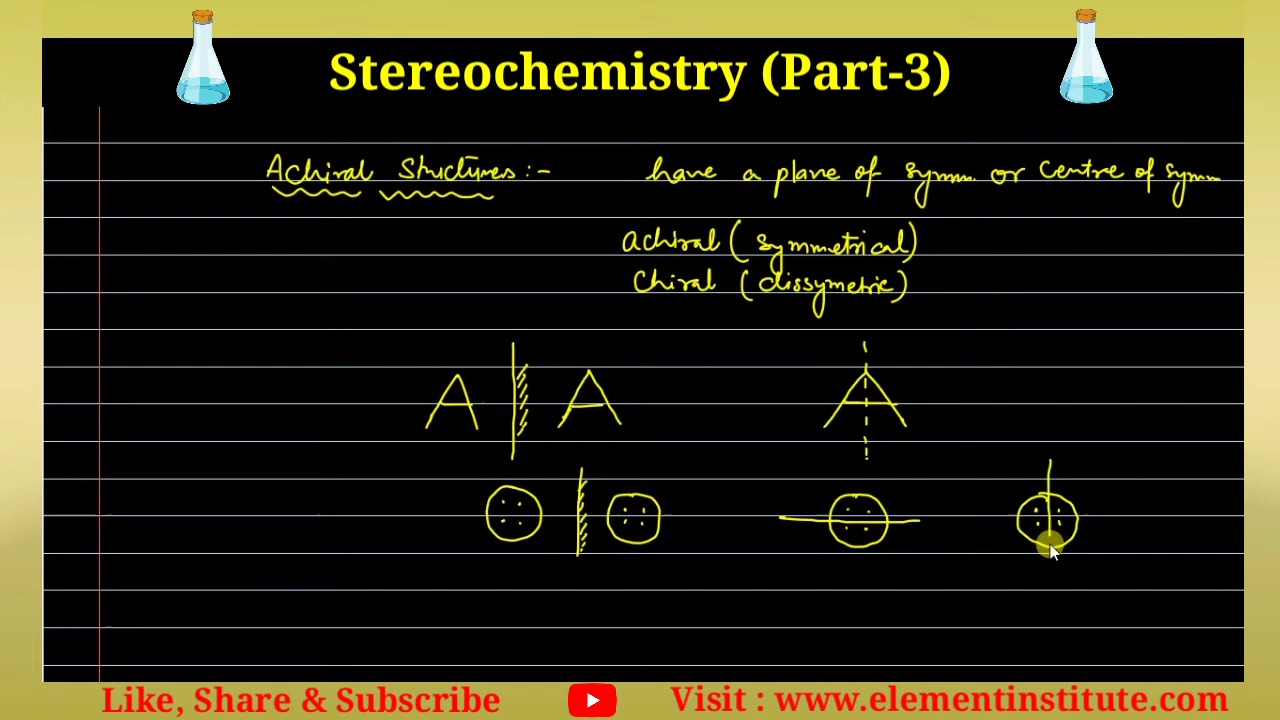 Stereochemistry (Part-3)
Achiral Structures :- have a plane of symm. or Centre of symm
Achiral ( symmetrical)
Chiral ( dissymetric)
A A A
Like, Share & Subscribe Visit : www.elementinstitute.com